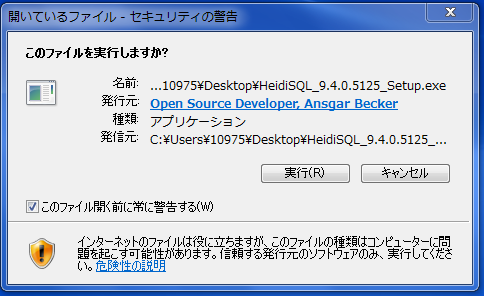 開いているファイル - セキュリティの警告
このファイルを実行しますか?
名前: ...10975¥Desktop¥HeidiSQL_9.4.0.5125_Setup.exe
発行元: Open Source Developer, Ansgar Becker
種類: アプリケーション
発信元: C:¥Users¥10975¥Desktop¥HeidiSQL_9.4.0.5125_...
実行(R) キャンセル
このファイル開く前に常に警告する(W)
インターネットのファイルは役に立ちますが、このファイルの種類はコンピューターに問
題を起こす可能性があります。信頼する発行元のソフトウェアのみ、実行してくださ
い。危険性の説明